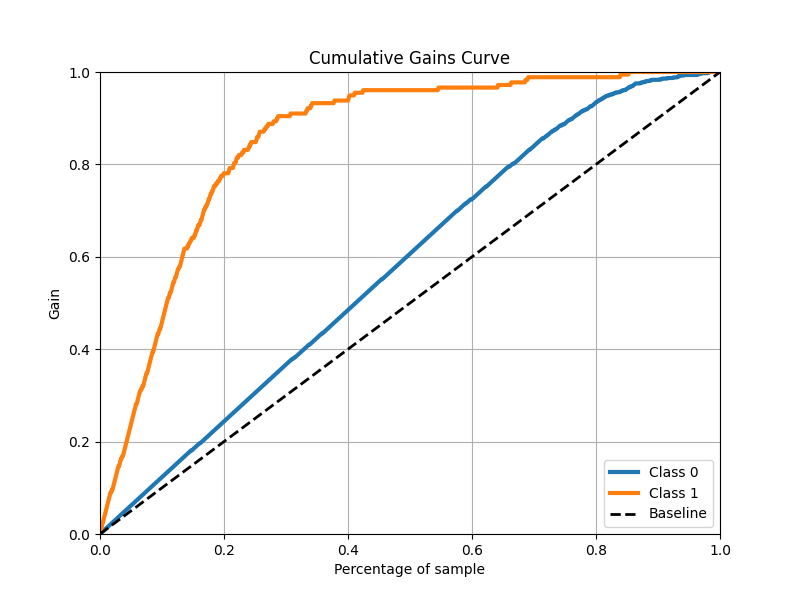 Cumulative Gains Curve
1.0
0.8
0.6
0.4
0.2
0.0
Gain
0.0 0.2 0.4 0.6 0.8 1.0
Percentage of sample
Class 0
Class 1
Baseline